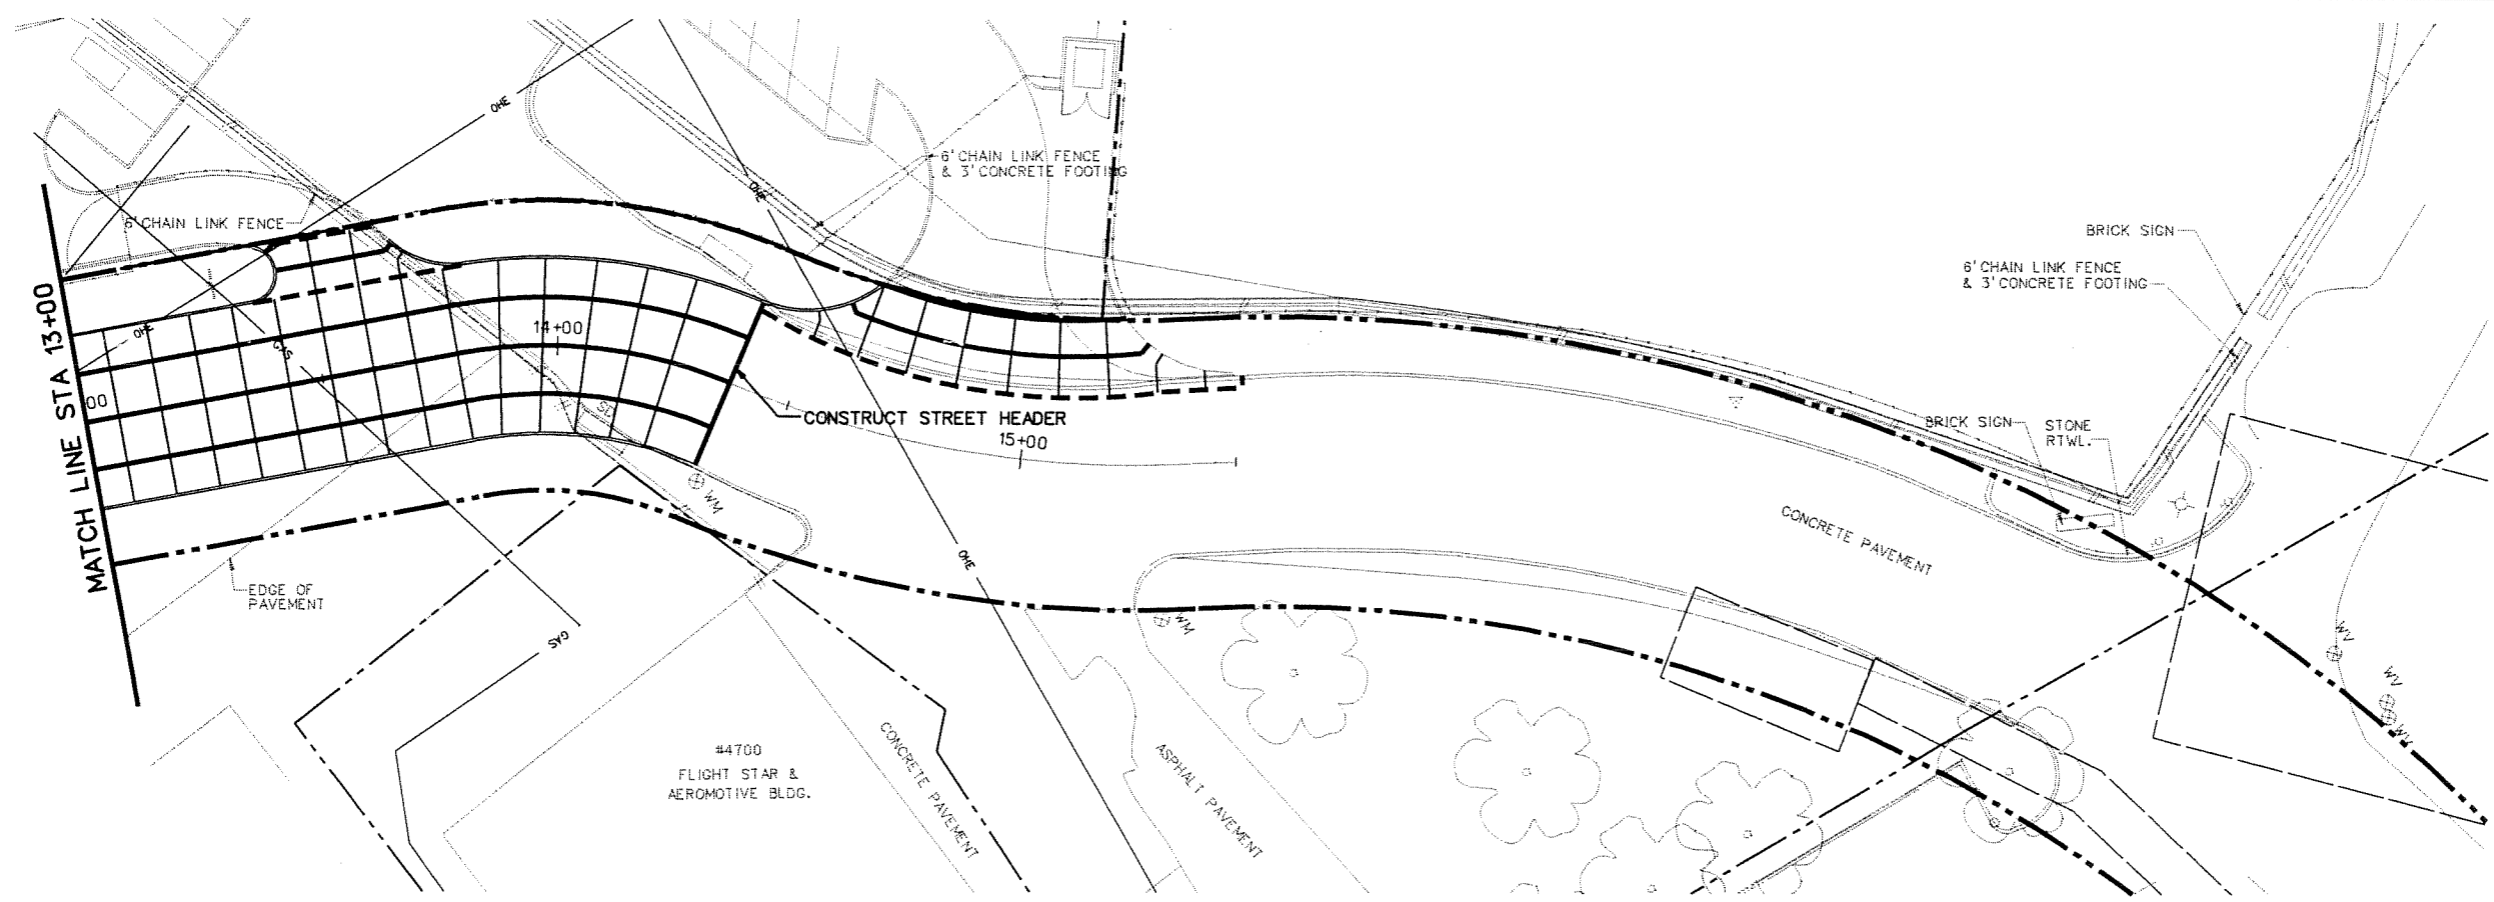 OHE
6' CHAIN LINK FENCE
& 3' CONCRETE FOOTING
OHE
6' CHAIN LINK FENCE
BRICK SIGN
6' CHAIN LINK FENCE
& 3' CONCRETE FOOTING
MATCH LINE STA 13+00
OHE
GAS
14+00
00
SD
CONSTRUCT STREET HEADER
15+00
BRICK SIGN
STONE
RTWL.
WM
CONCRETE PAVEMENT
OHE
EDGE OF
PAVEMENT
GAS
WM
WV
WV
WV
#4700
FLIGHT STAR &
AEROMOTIVE BLDG.
CONCRETE PAVEMENT
ASPHALT PAVEMENT